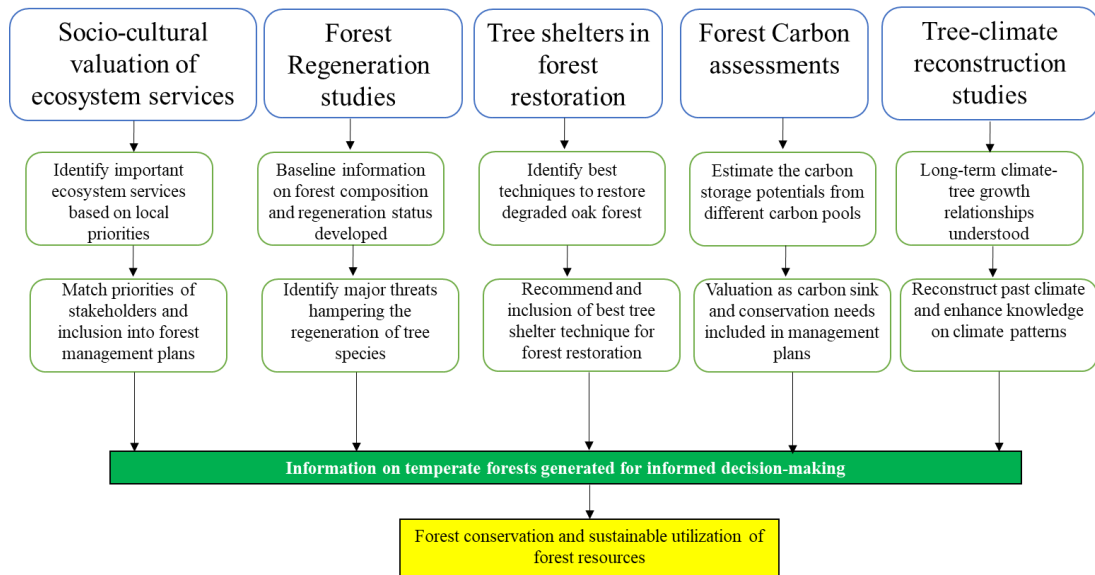 Socio-cultural
valuation of
ecosystem services
Forest
Regeneration
studies
Tree shelters in
forest
restoration
Forest Carbon
assessments
Tree-climate
reconstruction
studies
Identify important
ecosystem services
based on local
priorities
Baseline information
on forest composition
and regeneration status
developed
Identify best
techniques to restore
degraded oak forest
Estimate the carbon
storage potentials from
different carbon pools
Long-term climate-
tree growth
relationships
understood
Match priorities of
stakeholders and
inclusion into forest
management plans
Identify major threats
hampering the
regeneration of tree
species
Recommend and
inclusion of best tree
shelter technique for
forest restoration
Valuation as carbon sink
and conservation needs
included in management
plans
Reconstruct past climate
and enhance knowledge
on climate patterns
Information on temperate forests generated for informed decision-making
Forest conservation and sustainable utilization of
forest resources